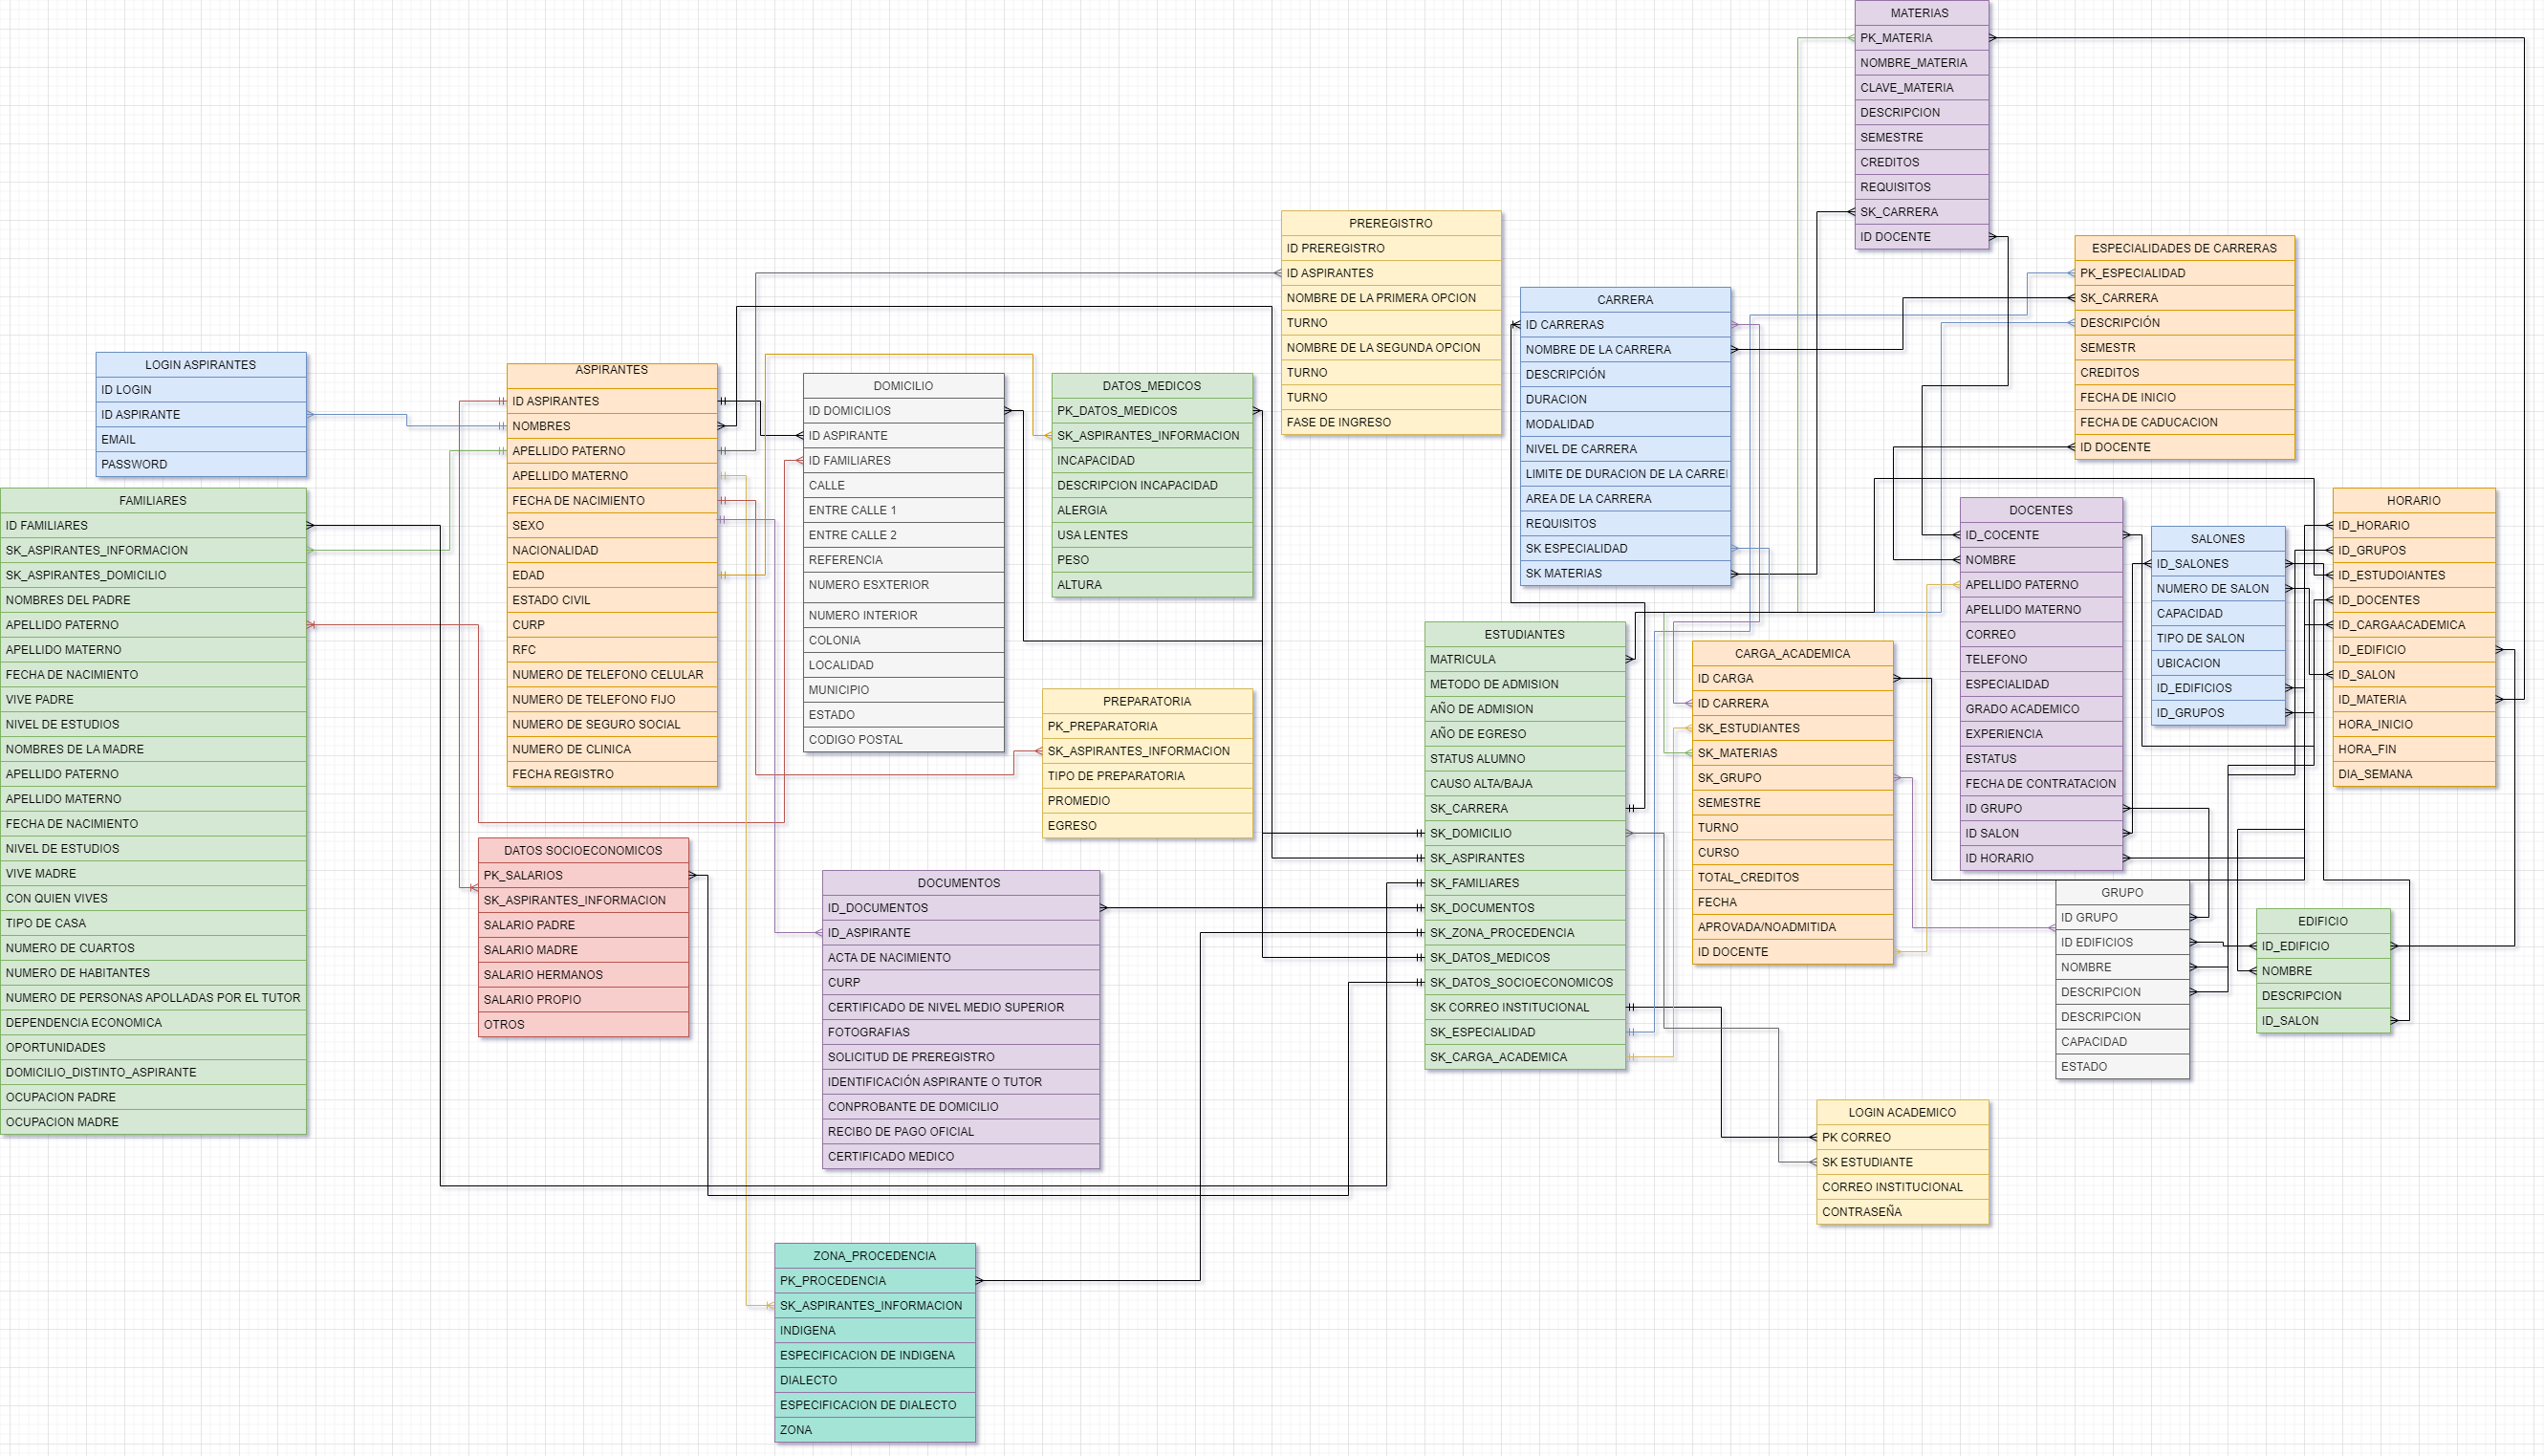 MATERIAS
PK_MATERIA
NOMBRE_MATERIA
CLAVE_MATERIA
DESCRIPCION
SEMESTRE
CREDITOS
REQUISITOS
SK_CARRERA
ID DOCENTE
PREREGISTRO
ID PREREGISTRO
ID ASPIRANTES
NOMBRE DE LA PRIMERA OPCION
TURNO
NOMBRE DE LA SEGUNDA OPCION
TURNO
TURNO
FASE DE INGRESO
ESPECIALIDADES DE CARRERAS
PK_ESPECIALIDAD
SK_CARRERA
DESCRIPCIÓN
SEMESTR
CREDITOS
FECHA DE INICIO
FECHA DE CADUCACION
ID DOCENTE
CARRERA
ID CARRERAS
NOMBRE DE LA CARRERA
DESCRIPCIÓN
DURACION
MODALIDAD
NIVEL DE CARRERA
LIMITE DE DURACION DE LA CARREI
AREA DE LA CARRERA
REQUISITOS
SK ESPECIALIDAD
SK MATERIAS
LOGIN ASPIRANTES
ID LOGIN
ID ASPIRANTE
EMAIL
PASSWORD
ASPIRANTES
ID ASPIRANTES
NOMBRES
APELLIDO PATERNO
APELLIDO MATERNO
FECHA DE NACIMIENTO
SEXO
NACIONALIDAD
EDAD
ESTADO CIVIL
CURP
RFC
NUMERO DE TELEFONO CELULAR
NUMERO DE TELEFONO FIJO
NUMERO DE SEGURO SOCIAL
NUMERO DE CLINICA
FECHA REGISTRO
DOMICILIO
ID DOMICILIOS
ID ASPIRANTE
ID FAMILIARES
CALLE
ENTRE CALLE 1
ENTRE CALLE 2
REFERENCIA
NUMERO ESXTERIOR
NUMERO INTERIOR
COLONIA
LOCALIDAD
MUNICIPIO
ESTADO
CODIGO POSTAL
DATOS_MEDICOS
PK_DATOS_MEDICOS
SK_ASPIRANTES_INFORMACION
INCAPACIDAD
DESCRIPCION INCAPACIDAD
ALERGIA
USA LENTES
PESO
ALTURA
FAMILIARES
ID FAMILIARES
SK_ASPIRANTES_INFORMACION
SK_ASPIRANTES_DOMICILIO
NOMBRES DEL PADRE
APELLIDO PATERNO
APELLIDO MATERNO
FECHA DE NACIMIENTO
VIVE PADRE
NIVEL DE ESTUDIOS
NOMBRES DE LA MADRE
APELLIDO PATERNO
APELLIDO MATERNO
FECHA DE NACIMIENTO
NIVEL DE ESTUDIOS
VIVE MADRE
CON QUIEN VIVES
TIPO DE CASA
NUMERO DE CUARTOS
NUMERO DE HABITANTES
NUMERO DE PERSONAS APOLLADAS POR EL TUTOR
DEPENDENCIA ECONOMICA
OPORTUNIDADES
DOMICILIO_DISTINTO_ASPIRANTE
OCUPACION PADRE
OCUPACION MADRE
DOCENTES
ID_COCENTE
NOMBRE
APELLIDO PATERNO
APELLIDO MATERNO
CORREO
TELEFONO
ESPECIALIDAD
GRADO ACADEMICO
EXPERIENCIA
ESTATUS
FECHA DE CONTRATACION
ID GRUPO
ID SALON
ID HORARIO
SALONES
ID_SALONES
NUMERO DE SALON
CAPACIDAD
TIPO DE SALON
UBICACION
ID_EDIFICIOS
ID_GRUPOS
HORARIO
ID_HORARIO
ID_GRUPOS
ID_ESTUDOIANTES
ID_DOCENTES
ID_CARGAACADEMICA
ID_EDIFICIO
ID_SALON
ID_MATERIA
HORA_INICIO
HORA_FIN
DIA_SEMANA
ESTUDIANTES
MATRICULA
METODO DE ADMISION
AÑO DE ADMISION
AÑO DE EGRESO
STATUS ALUMNO
CAUSO ALTA/BAJA
SK_CARRERA
SK_DOMICILIO
SK_ASPIRANTES
SK_FAMILIARES
SK_DOCUMENTOS
SK_ZONA_PROCEDENCIA
SK_DATOS_MEDICOS
SK_DATOS_SOCIOECONOMICOS
SK CORREO INSTITUCIONAL
SK_ESPECIALIDAD
SK_CARGA_ACADEMICA
CARGA_ACADEMICA
ID CARGA
ID CARRERA
SK_ESTUDIANTES
SK_MATERIAS
SK_GRUPO
SEMESTRE
TURNO
CURSO
TOTAL_CREDITOS
FECHA
APROVADA/NOADMITIDA
ID DOCENTE
PREPARATORIA
PK_PREPARATORIA
SK_ASPIRANTES_INFORMACION
TIPO DE PREPARATORIA
PROMEDIO
EGRESO
DATOS SOCIOECONOMICOS
PK_SALARIOS
SK_ASPIRANTES_INFORMACION
SALARIO PADRE
SALARIO MADRE
SALARIO HERMANOS
SALARIO PROPIO
OTROS
DOCUMENTOS
ID_DOCUMENTOS
ID_ASPIRANTE
ACTA DE NACIMIENTO
CURP
CERTIFICADO DE NIVEL MEDIO SUPERIOR
FOTOGRAFIAS
SOLICITUD DE PREREGISTRO
IDENTIFICACIÓN ASPIRANTE O TUTOR
CONPROBANTE DE DOMICILIO
RECIBO DE PAGO OFICIAL
CERTIFICADO MEDICO
GRUPO
ID GRUPO
ID EDIFICIOS
NOMBRE
DESCRIPCION
DESCRIPCION
CAPACIDAD
ESTADO
EDIFICIO
ID_EDIFICIO
NOMBRE
DESCRIPCION
ID_SALON
LOGIN ACADEMICO
PK CORREO
SK ESTUDIANTE
CORREO INSTITUCIONAL
CONTRASEÑA
ZONA_PROCEDENCIA
PK_PROCEDENCIA
SK_ASPIRANTES_INFORMACION
INDIGENA
ESPECIFICACION DE INDIGENA
DIALECTO
ESPECIFICACION DE DIALECTO
ZONA